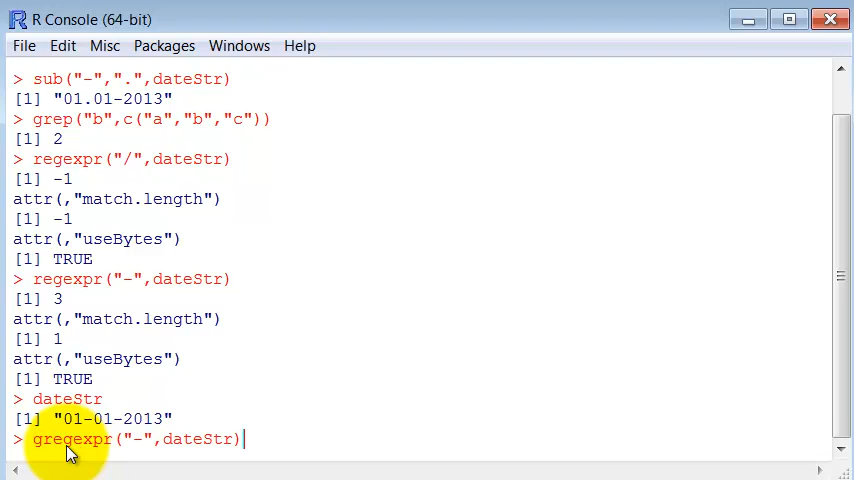 R Console (64-bit)
File Edit Misc Packages Windows Help
> sub("-",".",dateStr)
[1] "01.01-2013"
> grep("b",c("a","b","c"))
[1] 2
> regexpr("/",dateStr)
[1] -1
attr(,"match.length")
[1] -1
attr(,"useBytes")
[1] TRUE
> regexpr("-",dateStr)
[1] 3
attr(,"match.length")
[1] 1
attr(,"useBytes")
[1] TRUE
> dateStr
[1] "01-01-2013"
> gregexpr("-",dateStr)